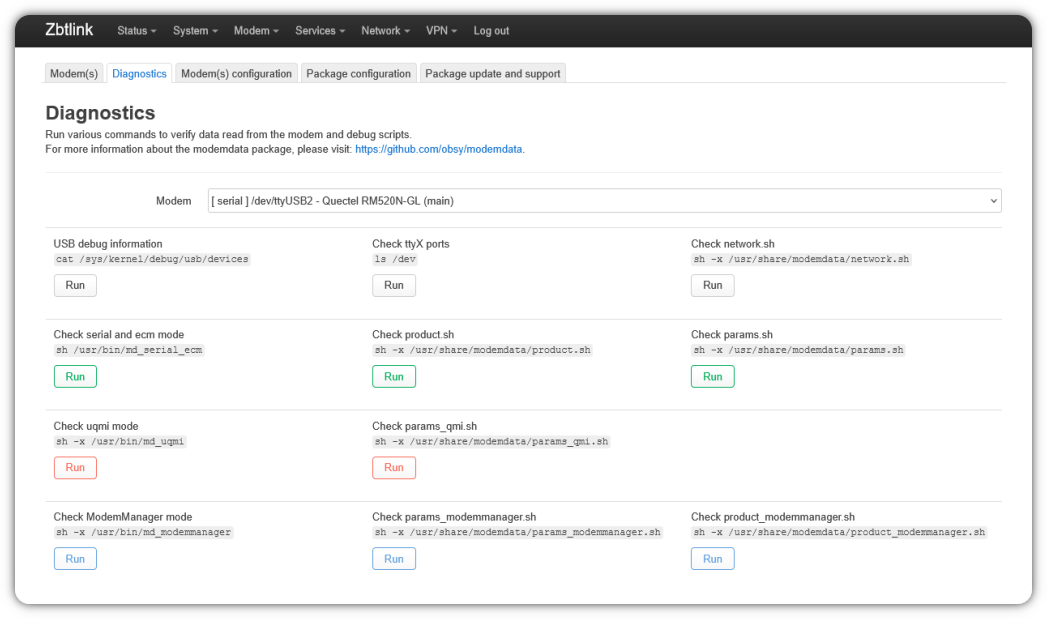 Zbtlink Status System Modem Services Network VPN Log out
Modem(s) Diagnostics Modem(s) configuration Package configuration Package update and support
Diagnostics
Run various commands to verify data read from the modem and debug scripts.
For more information about the modemdata package, please visit: https://github.com/obsy/modemdata.
Modem [ serial ] /dev/ttyUSB2 - Quectel RM520N-GL (main)
USB debug information Check ttyX ports Check network.sh
cat /sys/kernel/debug/usb/devices ls /dev sh -x /usr/share/modemdata/network.sh
Run Run Run
Check serial and ecm mode Check product.sh Check params.sh
sh /usr/bin/md_serial_ecm sh -x /usr/share/modemdata/product.sh sh -x /usr/share/modemdata/params.sh
Run Run Run
Check uqmi mode Check params_qmi.sh
sh -x /usr/bin/md_uqmi sh -x /usr/share/modemdata/params_qmi.sh
Run Run
Check ModemManager mode Check params_modemmanager.sh Check product_modemmanager.sh
sh -x /usr/bin/md_modemmanager sh -x /usr/share/modemdata/params_modemmanager.sh sh -x /usr/share/modemdata/product_modemmanager.sh
Run Run Run